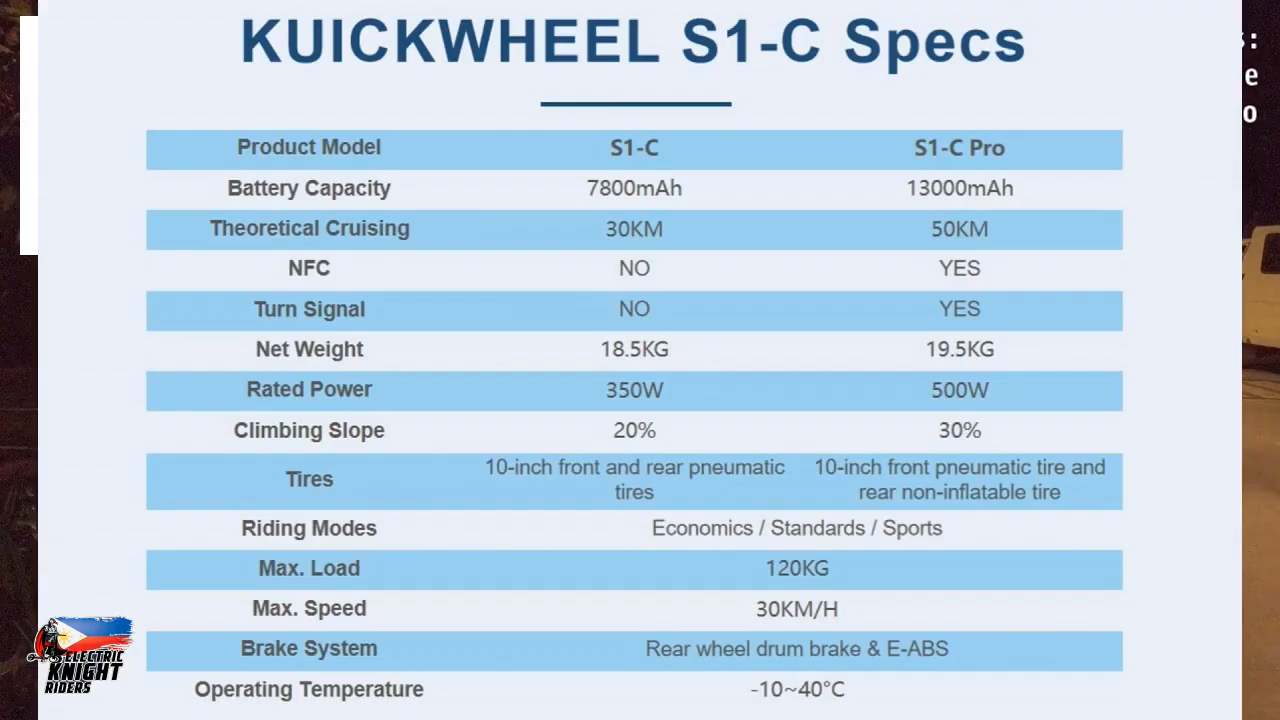 KUICKWHEEL S1-C Specs
Product Model S1-C S1-C Pro
Battery Capacity 7800mAh 13000mAh
Theoretical Cruising 30KM 50KM
NFC NO YES
Turn Signal NO YES
Net Weight 18.5KG 19.5KG
Rated Power 350W 500W
Climbing Slope 20% 30%
Tires 10-inch front and rear pneumatic tires 10-inch front pneumatic tire and rear non-inflatable tire
Riding Modes Economics / Standards / Sports
Max. Load 120KG
Max. Speed 30KM/H
Brake System Rear wheel drum brake & E-ABS
Operating Temperature -10~40°C
ELECTRIC
KNIGHT
RIDERS